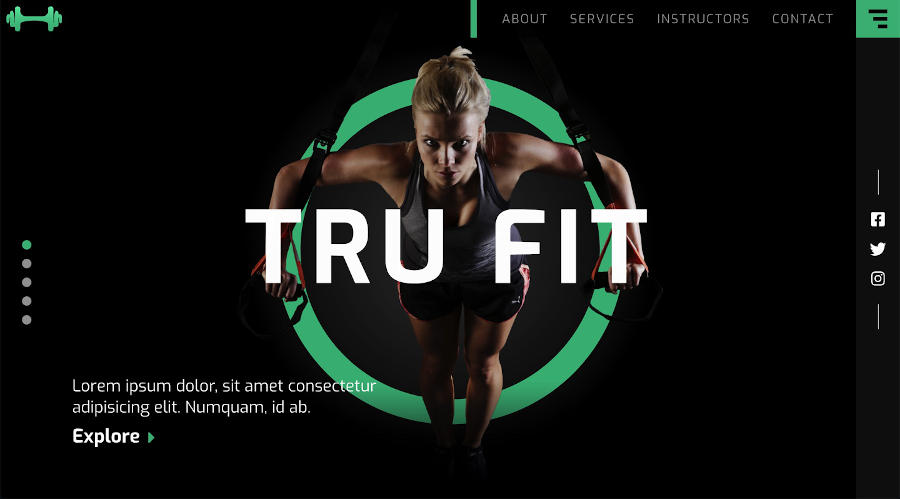 ABOUT SERVICES INSTRUCTORS CONTACT
TRU FIT
Lorem ipsum dolor, sit amet consectetur
adipisicing elit. Numquam, id ab.
Explore